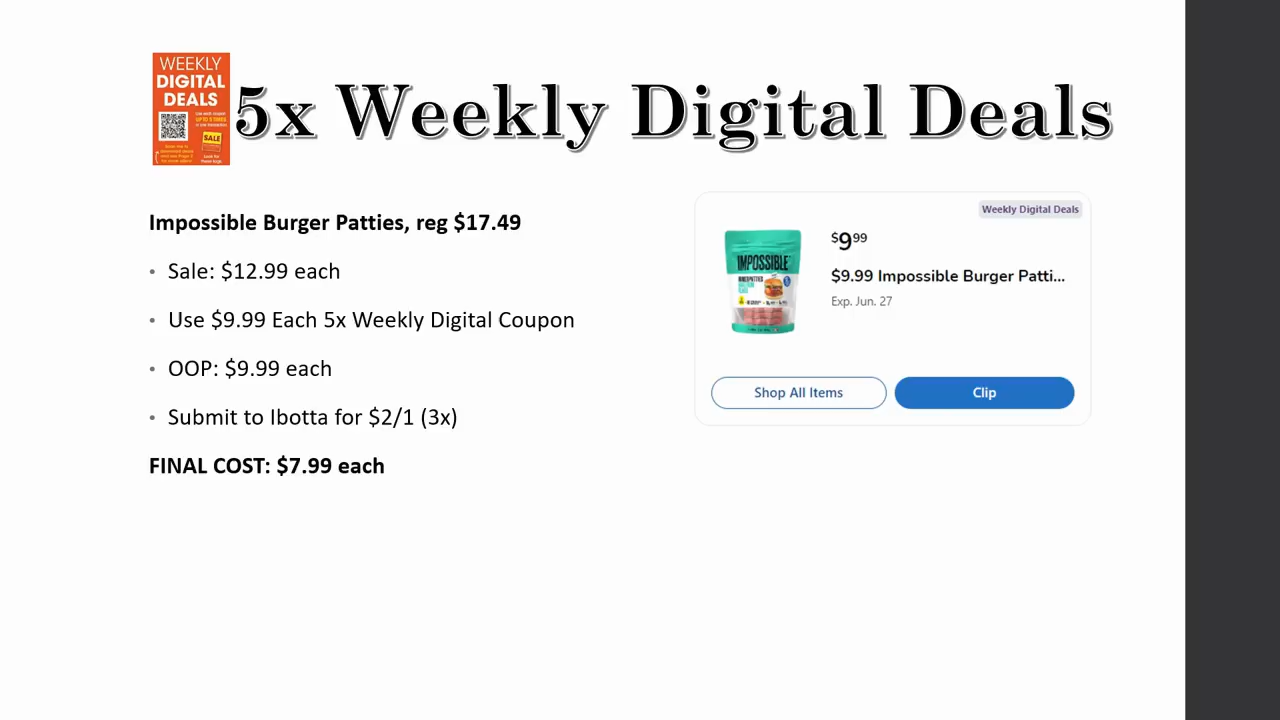 WEEKLY
DIGITAL
DEALS
SALE
5x Weekly Digital Deals
Impossible Burger Patties, reg $17.49
• Sale: $12.99 each
• Use $9.99 Each 5x Weekly Digital Coupon
• OOP: $9.99 each
• Submit to Ibotta for $2/1 (3x)
FINAL COST: $7.99 each
Weekly Digital Deals
IMPOSSIBLE
$9.99
$9.99 Impossible Burger Patti...
Exp. Jun. 27
Shop All Items
Clip